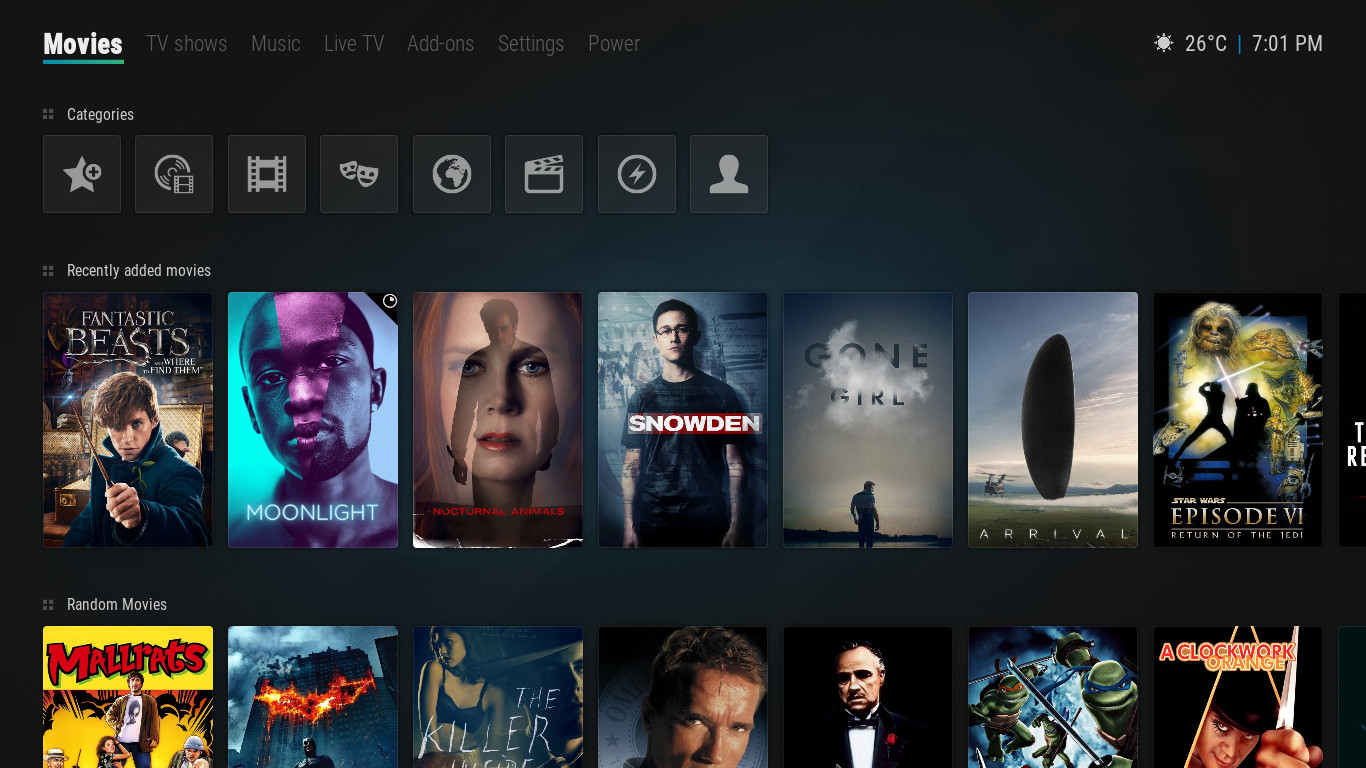 Movies TV shows Music Live TV Add-ons Settings Power 26°C | 7:01 PM
Categories
Recently added movies
FANTASTIC
BEASTS
AND WHERE
TO FIND THEM
MOONLIGHT
NOCTURNAL ANIMALS
SNOWDEN
GONE
GIRL
ARRIVAL
STAR WARS
EPISODE VI
RETURN OF THE JEDI
T
RE
Random Movies
MALLRATS
THE
KILLER
INSIDE
A CLOCKWORK
ORANGE